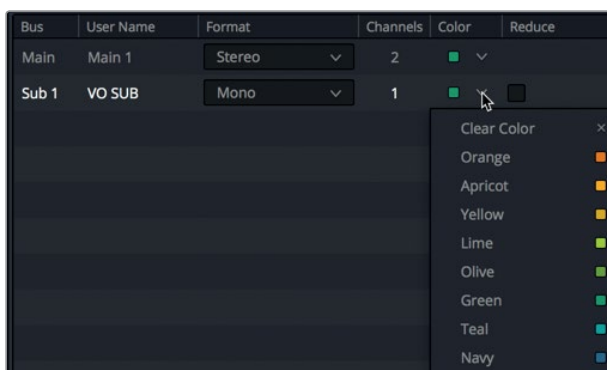 Bus User Name Format Channels Color Reduce
Main Main 1 Stereo 2
Sub 1 VO SUB Mono 1
Clear Color ×
Orange
Apricot
Yellow
Lime
Olive
Green
Teal
Navy